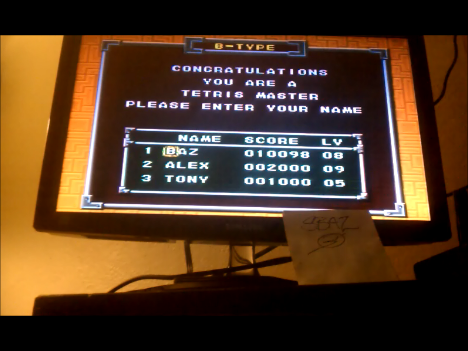 B-TYPE
CONGRATULATIONS
YOU ARE A
TETRIS MASTER
PLEASE ENTER YOUR NAME
NAME SCORE LV
1 BAZ 010098 08
2 ALEX 002000 09
3 TONY 001000 05